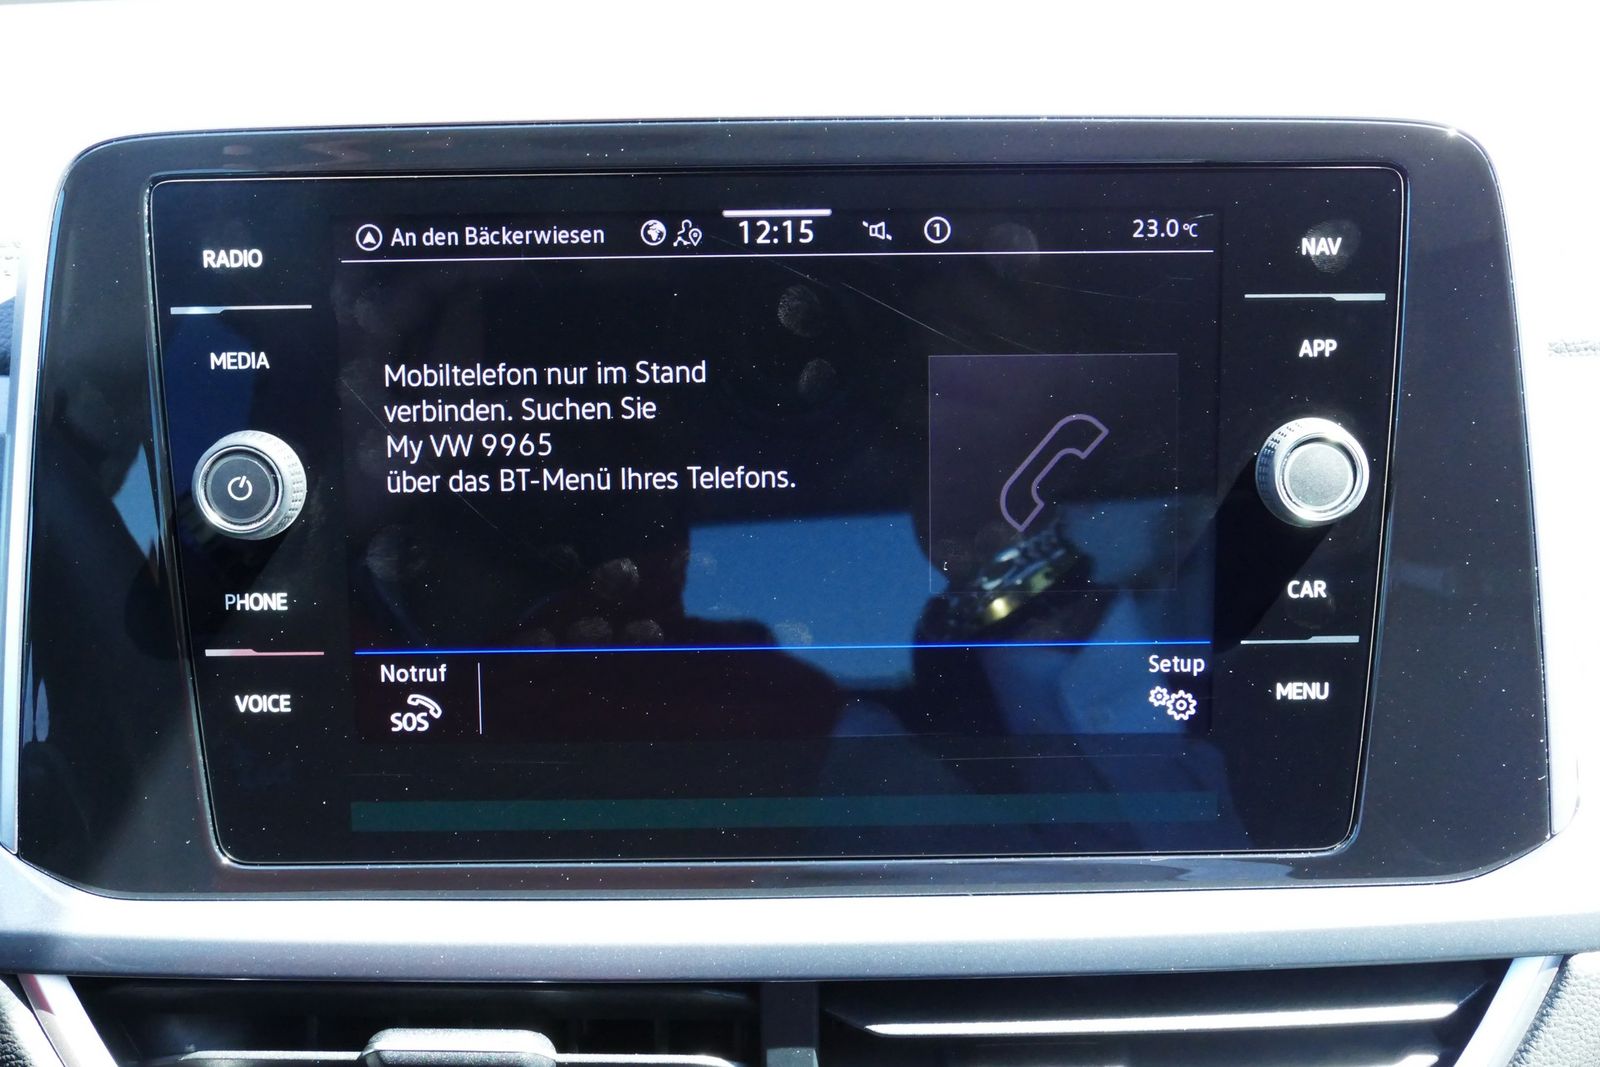 An den Bäckerwiesen 12:15 1 23.0 °C
RADIO
MEDIA
PHONE
VOICE
Mobiltelefon nur im Stand
verbinden. Suchen Sie
My VW 9965
über das BT-Menü Ihres Telefons.
Notruf
SOS
Setup
NAV
APP
CAR
MENU